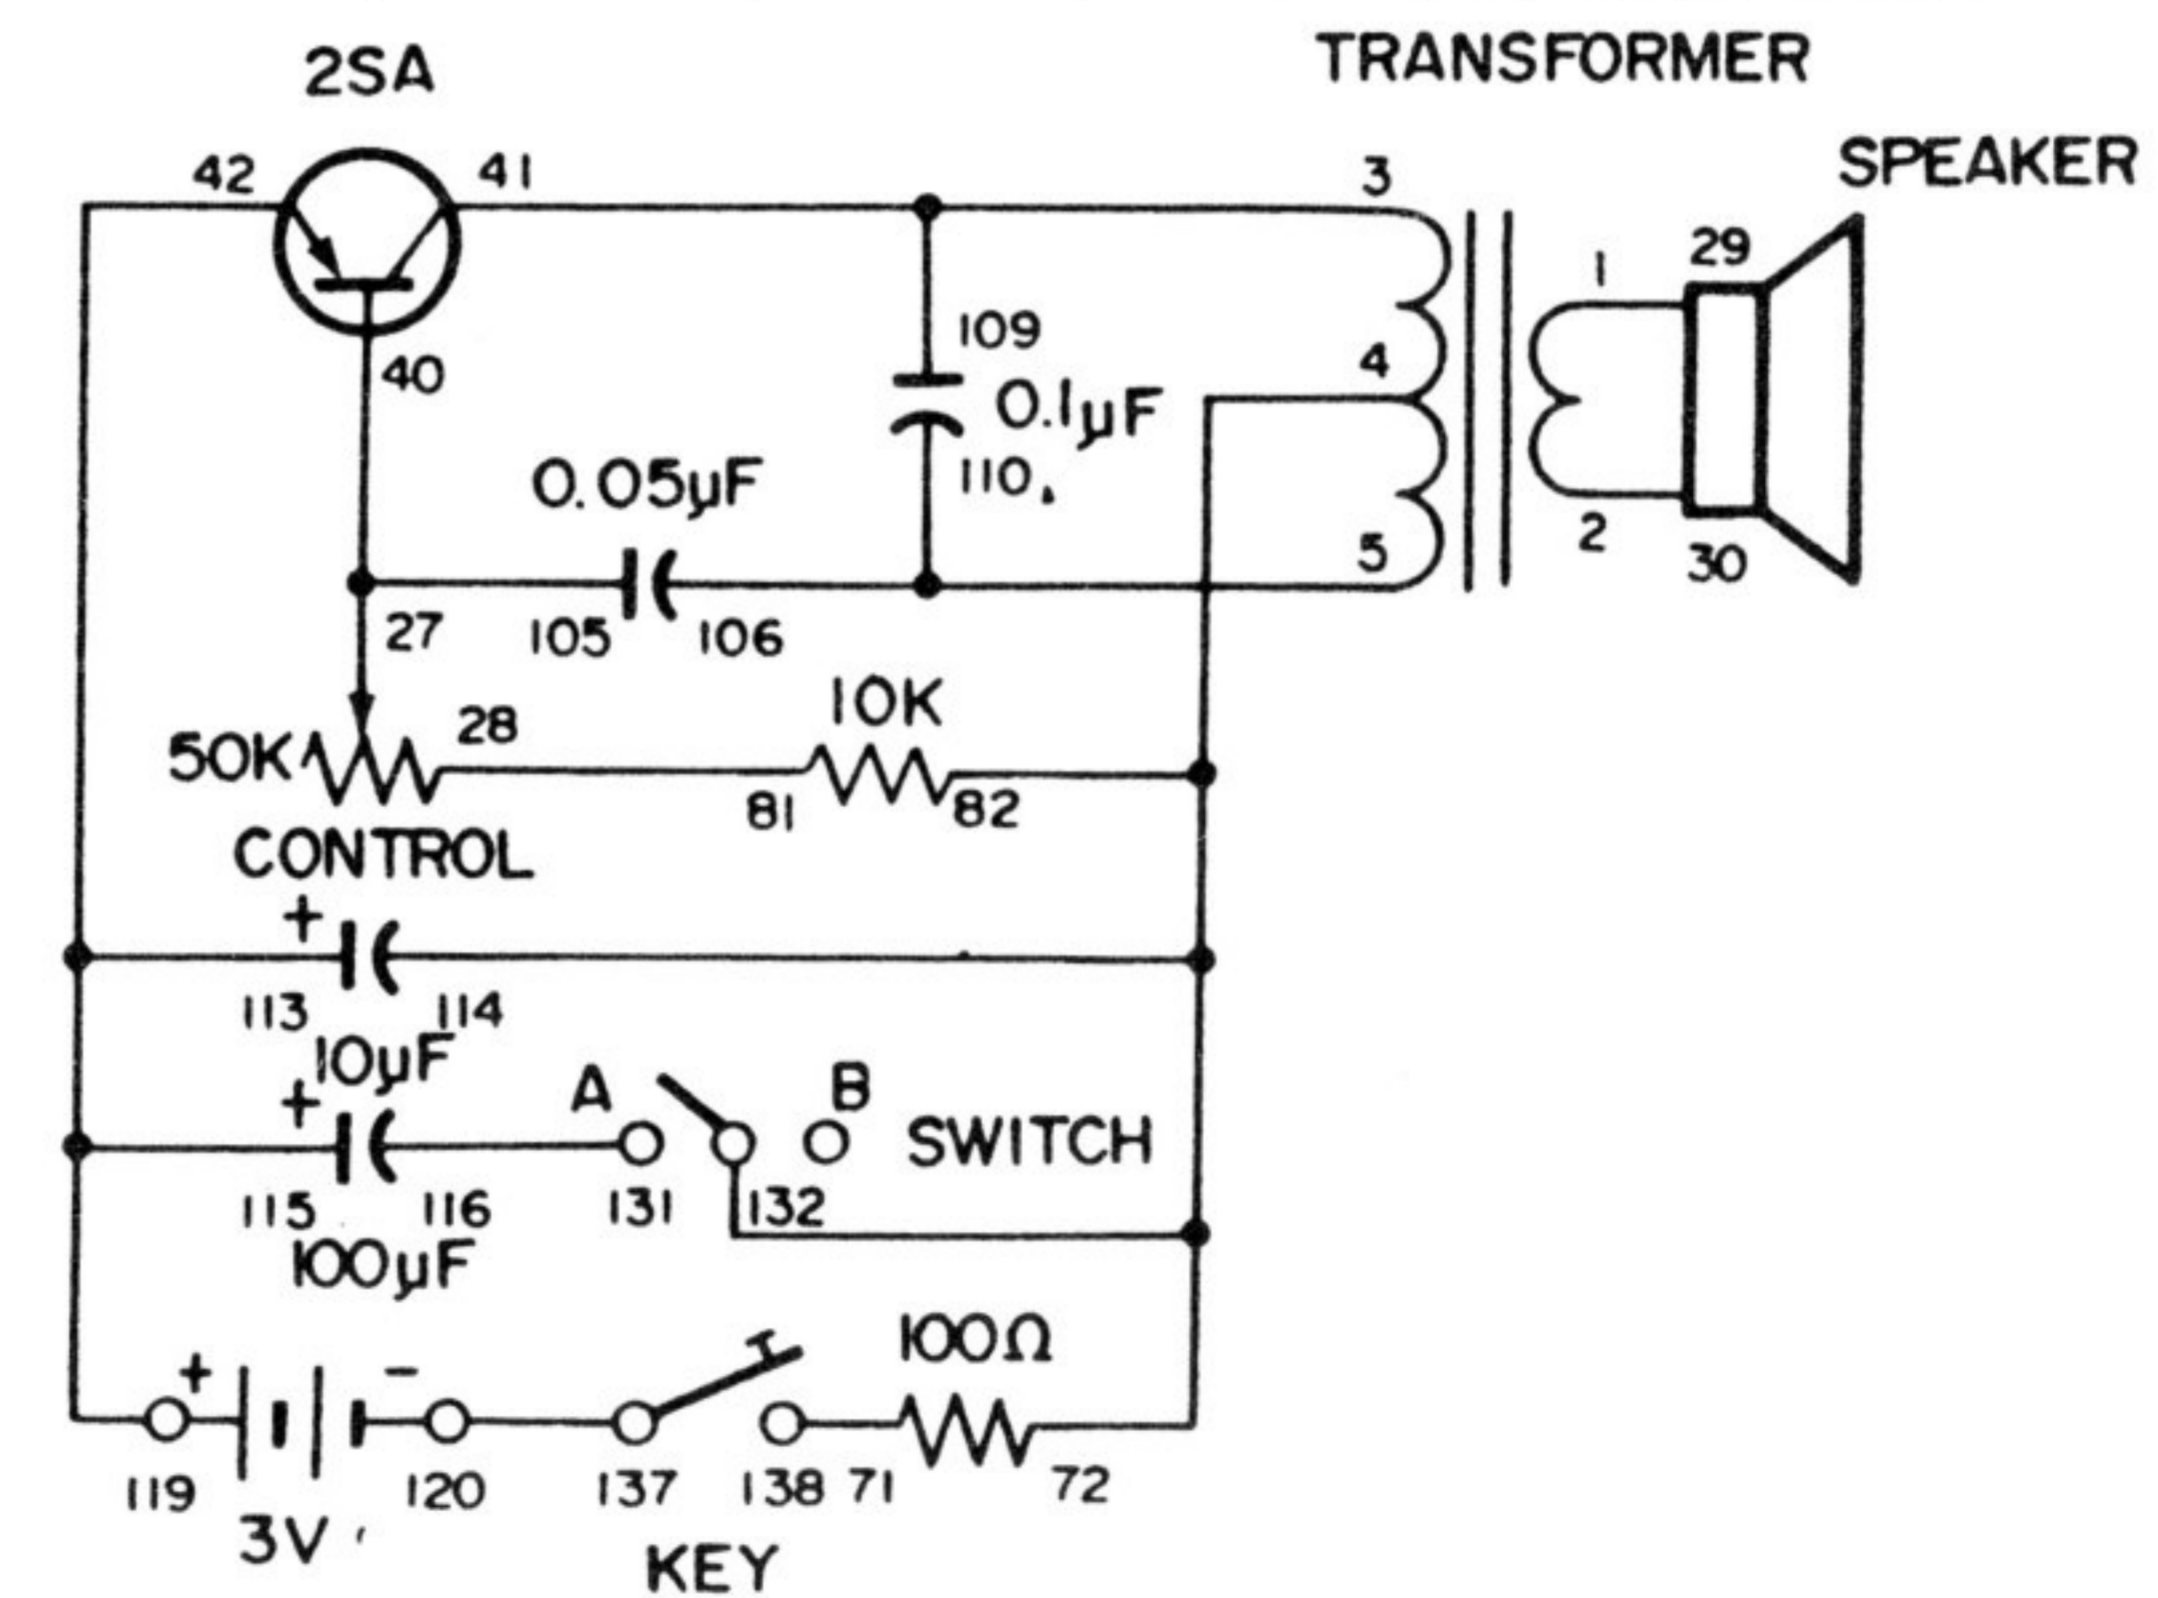 2SA
TRANSFORMER
SPEAKER
42
41
3
29
1
40
109
4
0.1µF
110.
0.05µF
5
2
30
27
105
106
10K
28
50K
81
82
CONTROL
+
113
114
10µF
+
A
B
SWITCH
115
116
131
132
100µF
100Ω
+
−
119
120
137
138
71
72
3V
KEY